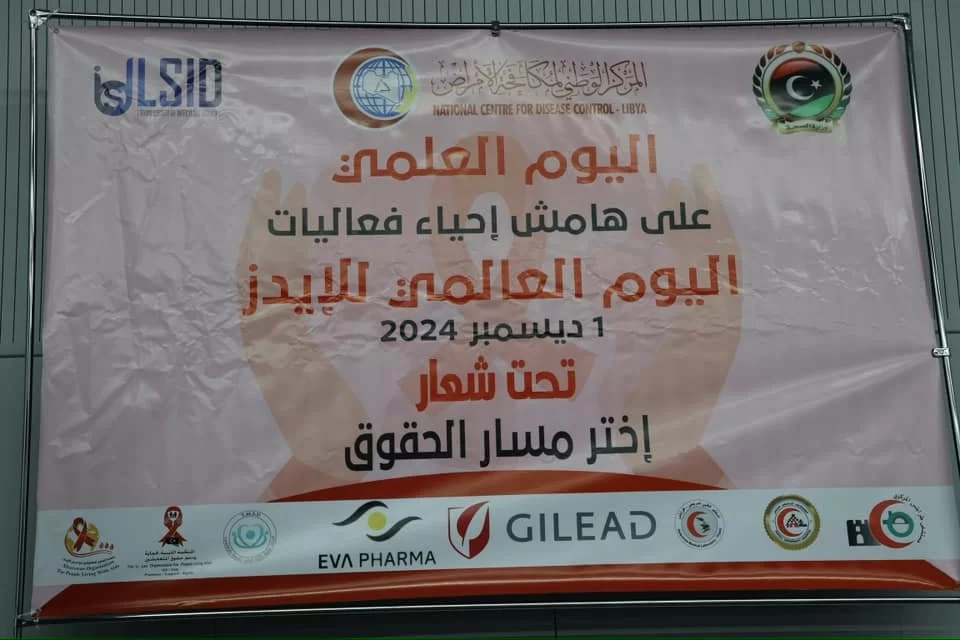 LSID
المركز الوطني لمكافحة الأمراض
NATIONAL CENTRE FOR DISEASE CONTROL - LIBYA
اليوم العلمي
على هامش إحياء فعاليات
اليوم العالمي للإيدز
1 ديسمبر 2024
تحت شعار
إختر مسار الحقوق
EVA PHARMA
GILEAD